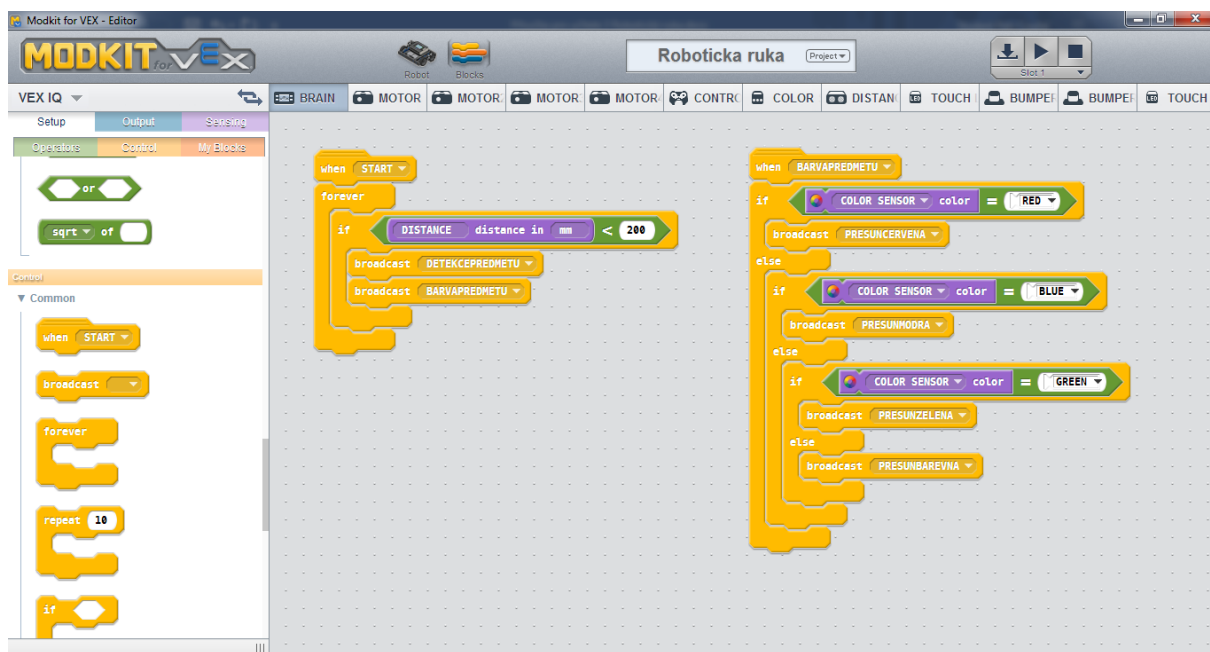 Modkit for VEX - Editor
MODKIT for VEX
Robot
Blocks
Roboticka ruka
Project
Slot 1
VEX IQ
BRAIN
MOTOR
MOTOR
MOTOR
MOTOR
CONTRO
COLOR
DISTAN
TOUCH
BUMPER
BUMPER
TOUCH
Setup
Output
Sensing
Operators
Control
My Blocks
or
sqrt of
Control
Common
when START
broadcast
forever
repeat 10
if
when START
forever
if DISTANCE distance in mm < 200
broadcast DETEKCEPREDMETU
broadcast BARVAPREDMETU
when BARVAPREDMETU
if COLOR SENSOR color = RED
broadcast PRESUNCERVENA
else
if COLOR SENSOR color = BLUE
broadcast PRESUNMODRA
else
if COLOR SENSOR color = GREEN
broadcast PRESUNZELENA
else
broadcast PRESUNBAREVNA